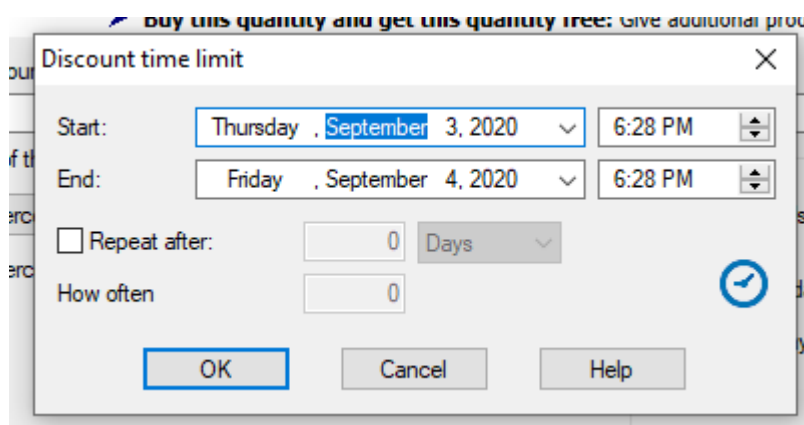 Buy this quantity and get this quantity free: Give additional prod
Discount time limit
Start: Thursday , September 3, 2020 6:28 PM
End: Friday , September 4, 2020 6:28 PM
Repeat after: 0 Days
How often 0
OK Cancel Help